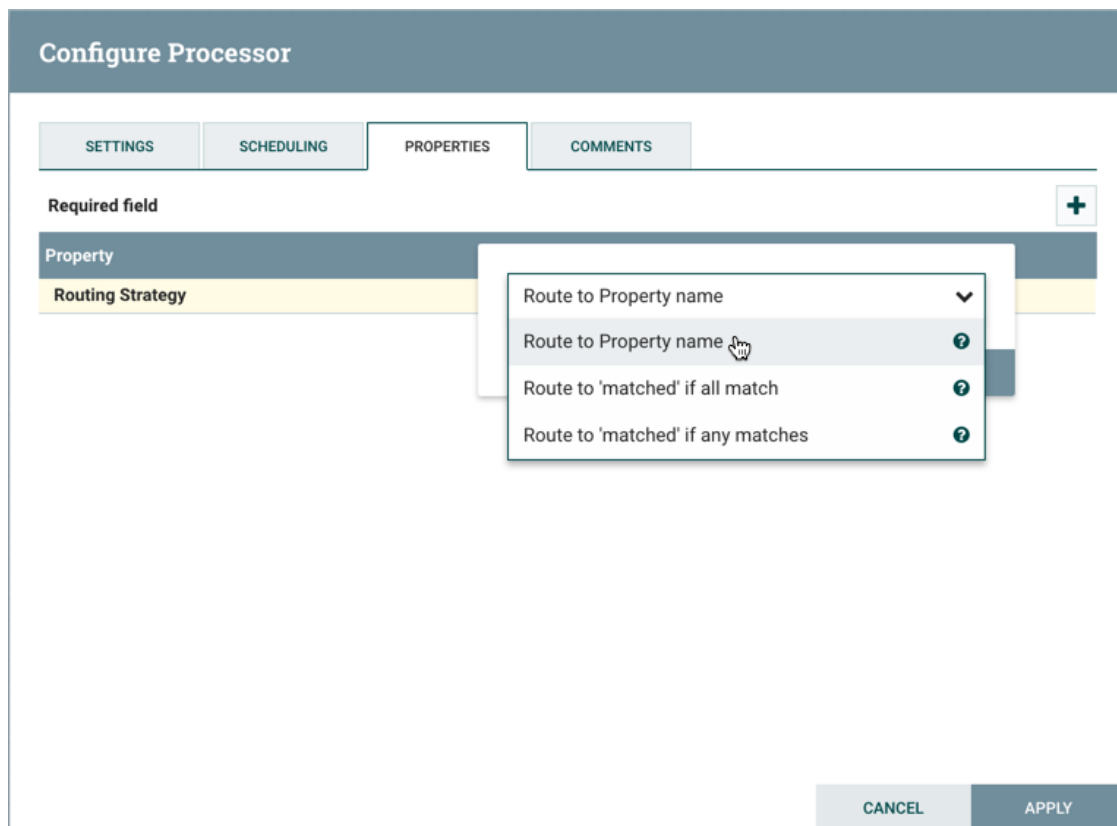 Configure Processor
SETTINGS SCHEDULING PROPERTIES COMMENTS
Required field
Property
Routing Strategy
Route to Property name
Route to Property name
Route to 'matched' if all match
Route to 'matched' if any matches
CANCEL APPLY